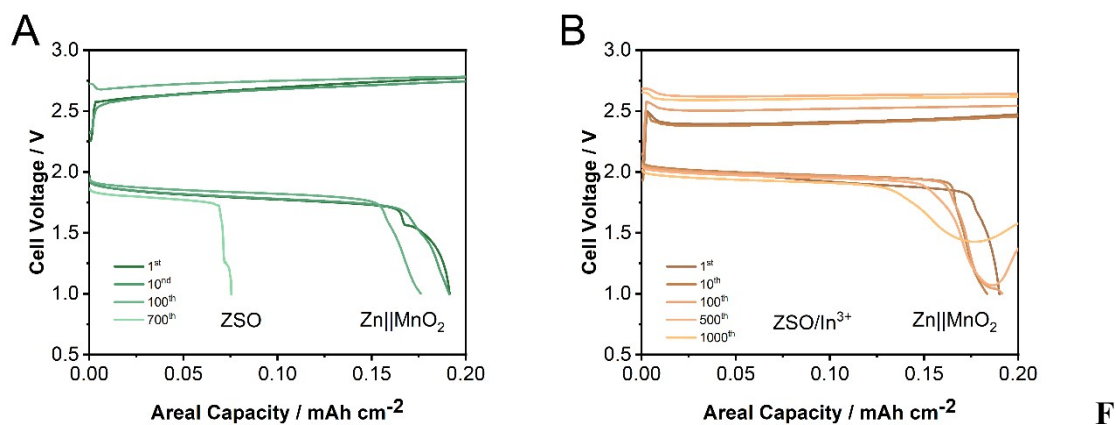 A
3.0
2.5
2.0
1.5
1.0
0.5
Cell Voltage / V
1st
10nd
100th
700th
ZSO
Zn||MnO2
0.00 0.05 0.10 0.15 0.20
Areal Capacity / mAh cm-2
B
3.0
2.5
2.0
1.5
1.0
0.5
Cell Voltage / V
1st
10th
100th
500th
1000th
ZSO/In3+
Zn||MnO2
0.00 0.05 0.10 0.15 0.20
Areal Capacity / mAh cm-2
F